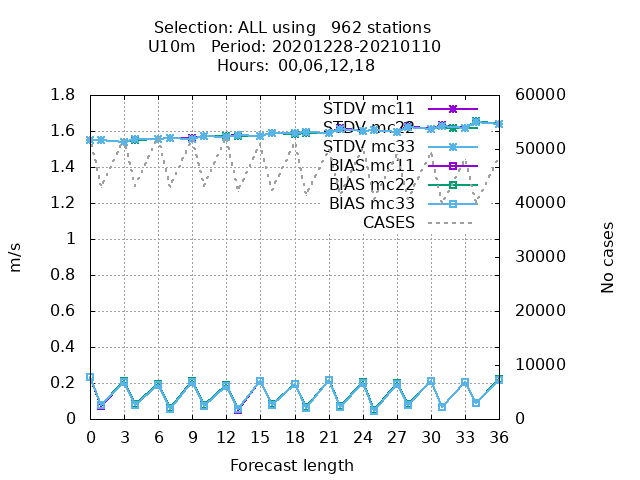 Selection: ALL using   962 stations
U10m   Period: 20201228-20210110
Hours:  00,06,12,18
1.8
1.6
1.4
1.2
1
0.8
0.6
0.4
0.2
0
60000
50000
40000
30000
20000
10000
0
STDV mc11
STDV mc22
STDV mc33
BIAS mc11
BIAS mc22
BIAS mc33
CASES
m/s
No cases
0 3 6 9 12 15 18 21 24 27 30 33 36
Forecast length